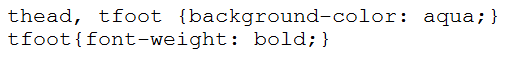 thead, tfoot {background-color: aqua;}
tfoot{font-weight: bold;}